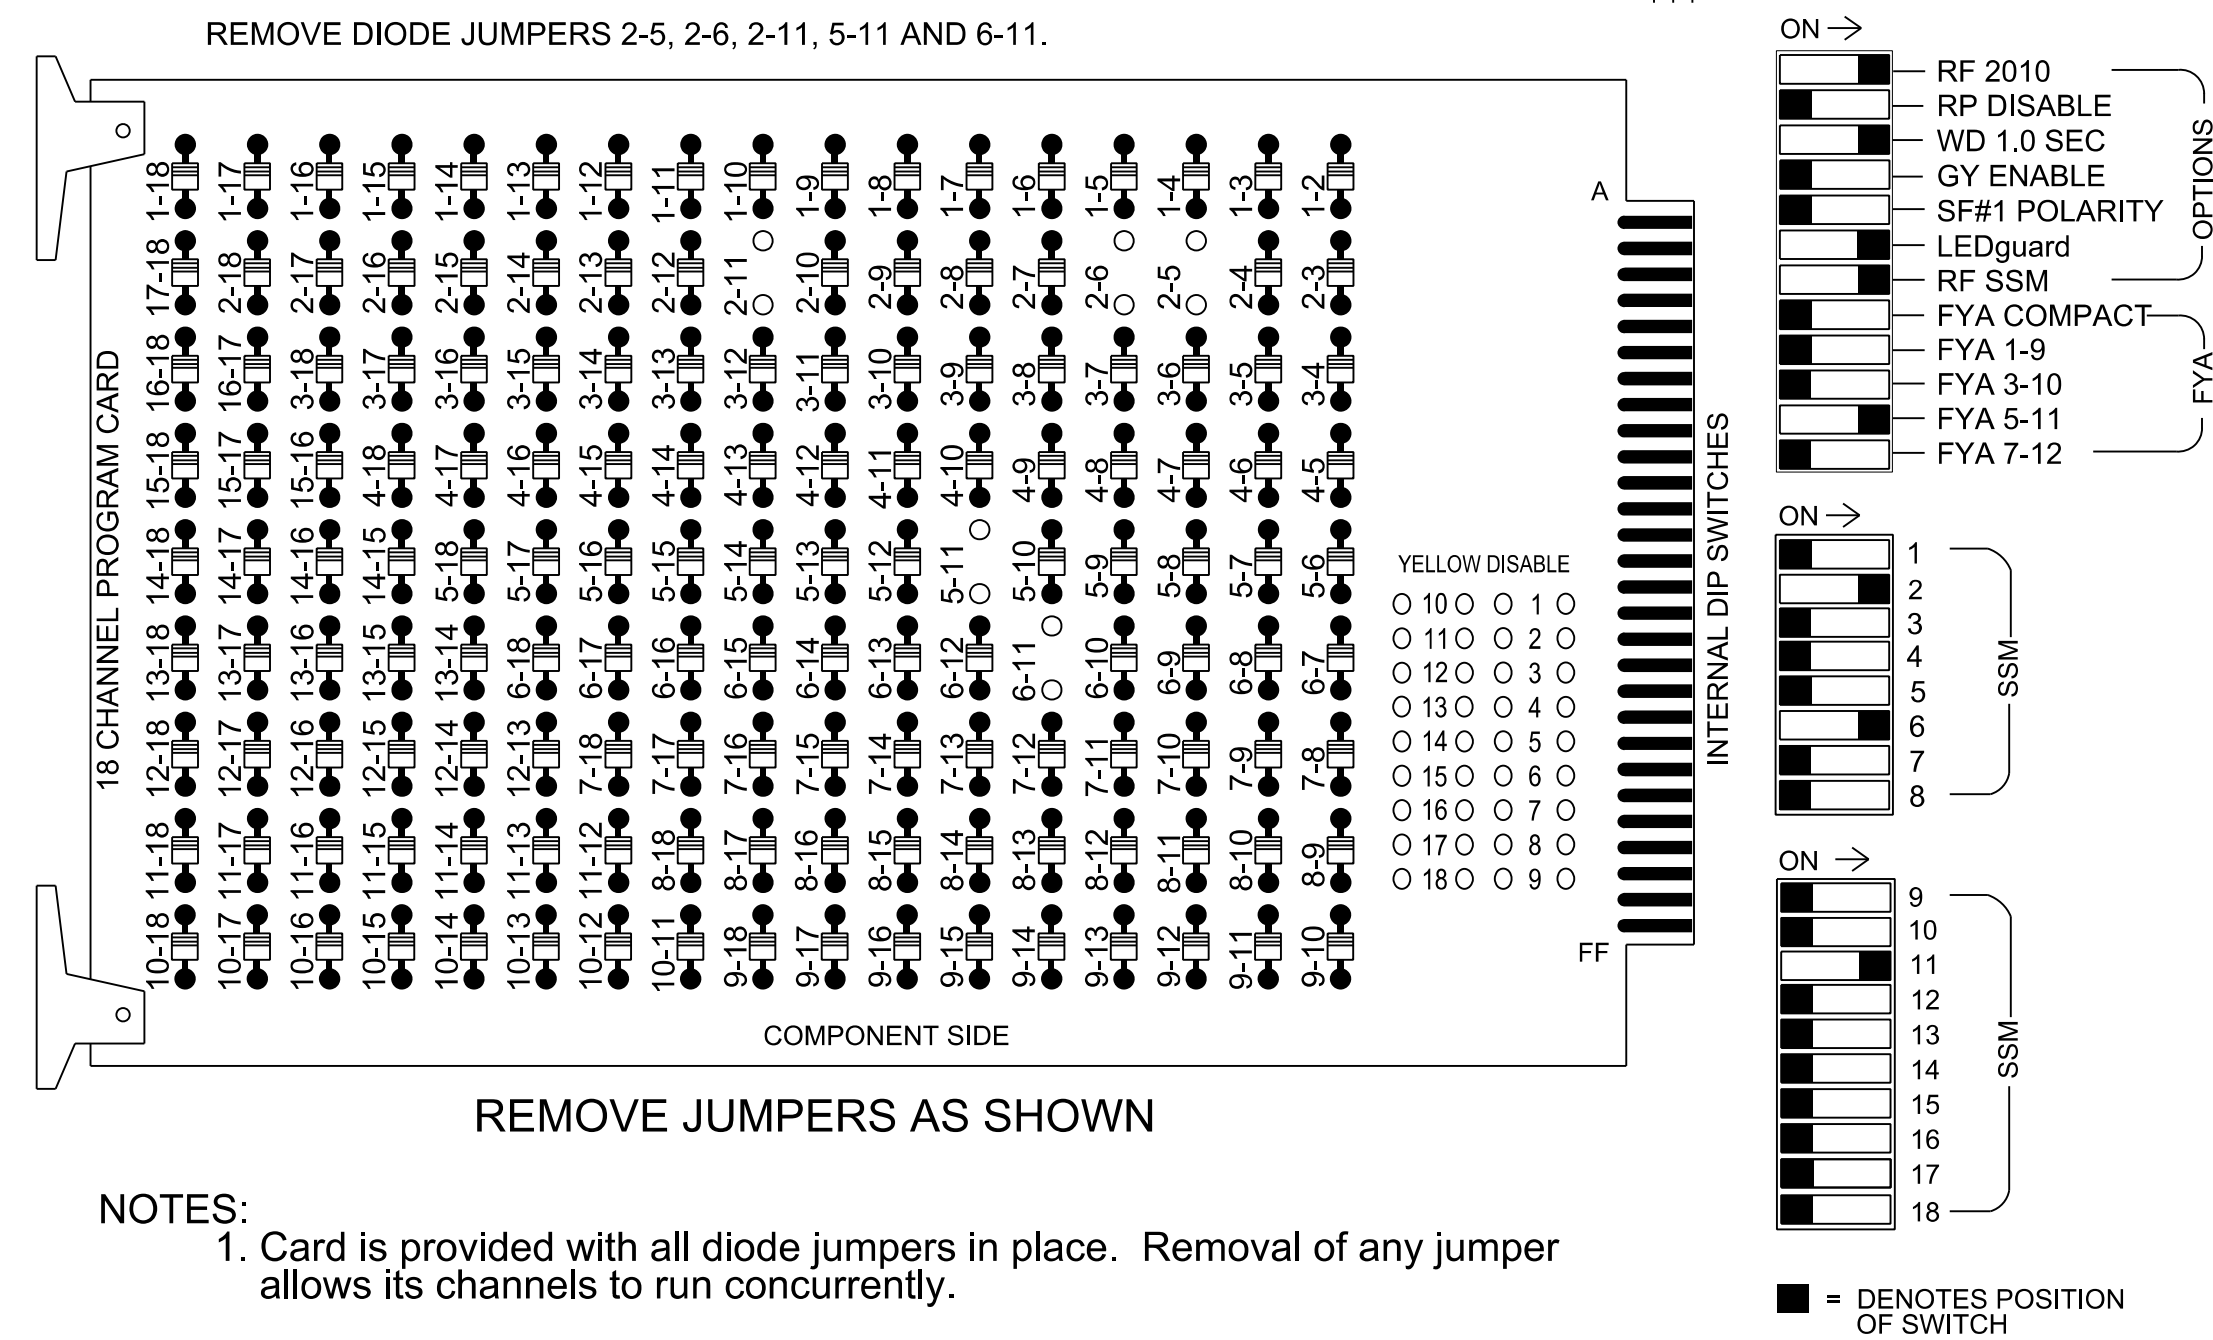 REMOVE DIODE JUMPERS 2-5, 2-6, 2-11, 5-11 AND 6-11.
18 CHANNEL PROGRAM CARD
1-18 1-17 1-16 1-15 1-14 1-13 1-12 1-11 1-10 1-9 1-8 1-7 1-6 1-5 1-4 1-3 1-2
17-18 2-18 2-17 2-16 2-15 2-14 2-13 2-12 2-11 2-10 2-9 2-8 2-7 2-6 2-5 2-4 2-3
16-18 16-17 3-18 3-17 3-16 3-15 3-14 3-13 3-12 3-11 3-10 3-9 3-8 3-7 3-6 3-5 3-4
15-18 15-17 15-16 4-18 4-17 4-16 4-15 4-14 4-13 4-12 4-11 4-10 4-9 4-8 4-7 4-6 4-5
14-18 14-17 14-16 14-15 5-18 5-17 5-16 5-15 5-14 5-13 5-12 5-11 5-10 5-9 5-8 5-7 5-6
13-18 13-17 13-16 13-15 13-14 6-18 6-17 6-16 6-15 6-14 6-13 6-12 6-11 6-10 6-9 6-8 6-7
12-18 12-17 12-16 12-15 12-14 12-13 7-18 7-17 7-16 7-15 7-14 7-13 7-12 7-11 7-10 7-9 7-8
11-18 11-17 11-16 11-15 11-14 11-13 11-12 8-18 8-17 8-16 8-15 8-14 8-13 8-12 8-11 8-10 8-9
10-18 10-17 10-16 10-15 10-14 10-13 10-12 10-11 9-18 9-17 9-16 9-15 9-14 9-13 9-12 9-11 9-10
YELLOW DISABLE
10 1
11 2
12 3
13 4
14 5
15 6
16 7
17 8
18 9
A
FF
COMPONENT SIDE
REMOVE JUMPERS AS SHOWN
NOTES:
1. Card is provided with all diode jumpers in place. Removal of any jumper
allows its channels to run concurrently.
INTERNAL DIP SWITCHES
ON
RF 2010
RP DISABLE
WD 1.0 SEC
GY ENABLE
SF#1 POLARITY
LEDguard
RF SSM
OPTIONS
FYA COMPACT
FYA 1-9
FYA 3-10
FYA 5-11
FYA 7-12
FYA
ON
1
2
3
4
5
6
7
8
SSM
ON
9
10
11
12
13
14
15
16
17
18
SSM
= DENOTES POSITION
OF SWITCH